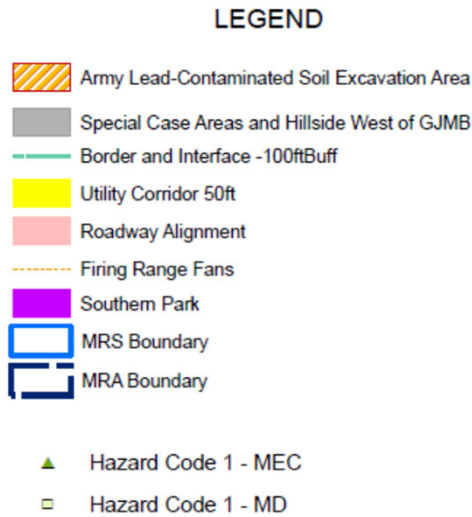 LEGEND
Army Lead-Contaminated Soil Excavation Area
Special Case Areas and Hillside West of GJMB
Border and Interface -100ftBuff
Utility Corridor 50ft
Roadway Alignment
Firing Range Fans
Southern Park
MRS Boundary
MRA Boundary
Hazard Code 1 - MEC
Hazard Code 1 - MD